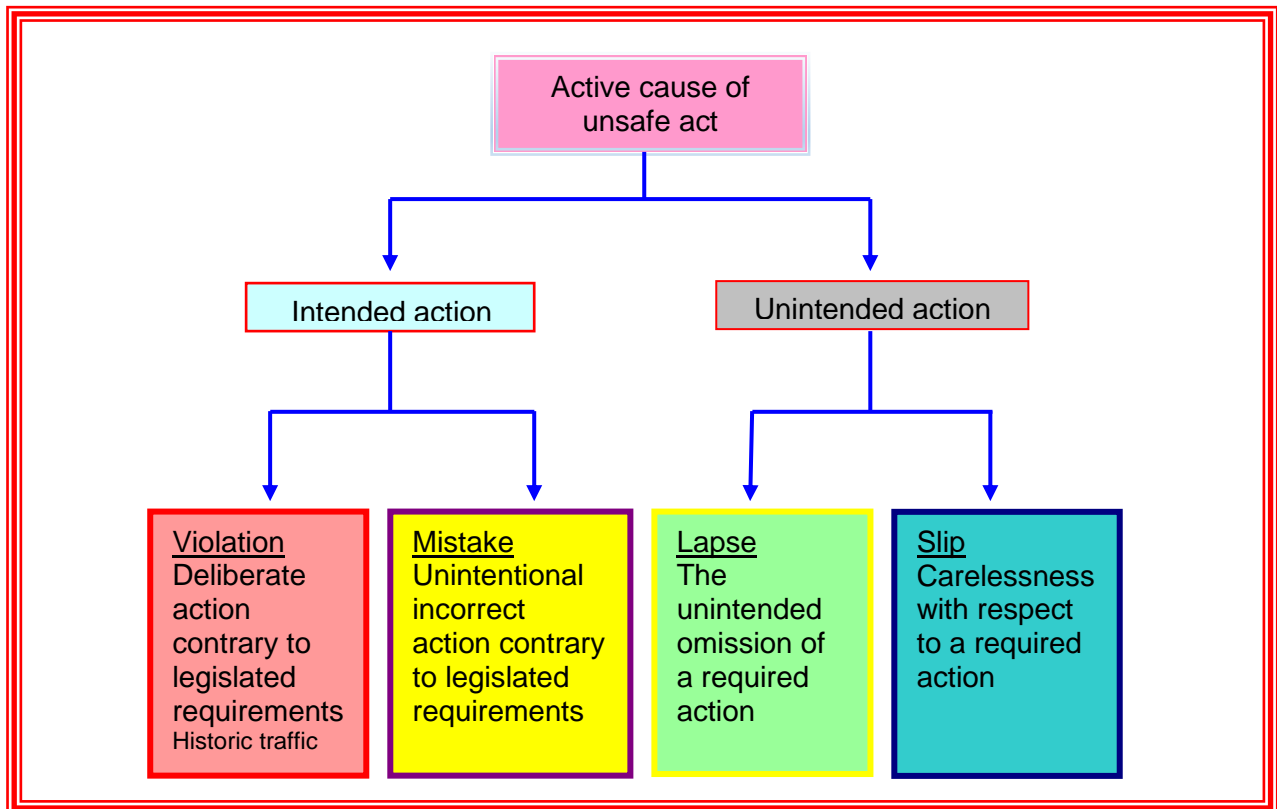 Active cause of
unsafe act
Intended action
Unintended action
Violation
Deliberate
action
contrary to
legislated
requirements
Historic traffic
Mistake
Unintentional
incorrect
action contrary
to legislated
requirements
Lapse
The
unintended
omission of
a required
action
Slip
Carelessness
with respect
to a required
action